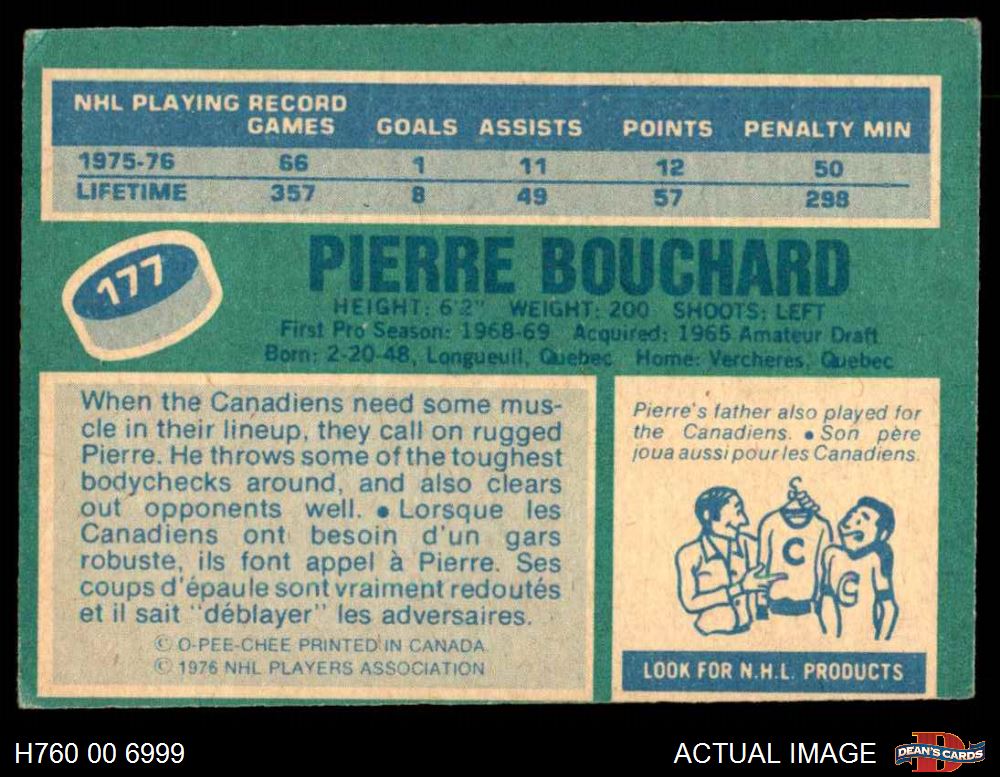 NHL PLAYING RECORD
GAMES GOALS ASSISTS POINTS PENALTY MIN
1975-76 66 1 11 12 50
LIFETIME 357 8 49 57 298
177
PIERRE BOUCHARD
HEIGHT: 6'2" WEIGHT: 200 SHOOTS: LEFT
First Pro Season: 1968-69 Acquired: 1965 Amateur Draft
Born: 2-20-48, Longueuil, Quebec Home: Vercheres, Quebec
When the Canadiens need some mus-
cle in their lineup, they call on rugged
Pierre. He throws some of the toughest
bodychecks around, and also clears
out opponents well. • Lorsque les
Canadiens ont besoin d'un gars
robuste, ils font appel à Pierre. Ses
coups d'épaule sont vraiment redoutés
et il sait "déblayer" les adversaires.
© O-PEE-CHEE PRINTED IN CANADA
© 1976 NHL PLAYERS ASSOCIATION
Pierre's father also played for
the Canadiens. • Son père
joua aussi pour les Canadiens.
C
C
LOOK FOR N.H.L. PRODUCTS
H760 00 6999
ACTUAL IMAGE
D
DEAN'S CARDS